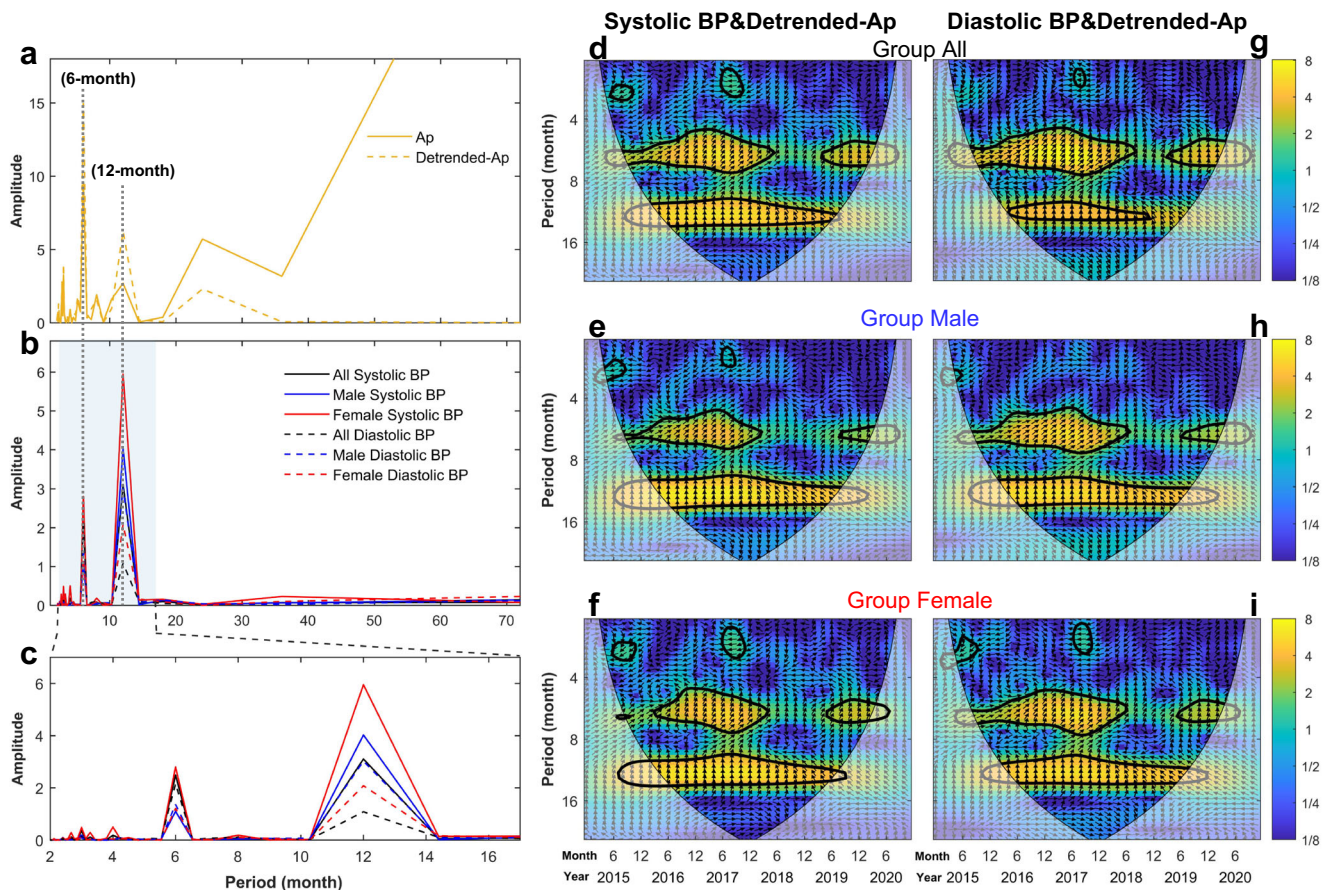 Systolic BP&Detrended-Ap
Diastolic BP&Detrended-Ap
a
(6-month)
(12-month)
Ap
Detrended-Ap
15
10
5
0
Amplitude
b
All Systolic BP
Male Systolic BP
Female Systolic BP
All Diastolic BP
Male Diastolic BP
Female Diastolic BP
6
5
4
3
2
1
0
Amplitude
10 20 30 40 50 60 70
c
6
4
2
0
Amplitude
2 4 6 8 10 12 14 16
Period (month)
d
Group All
g
4
8
16
Period (month)
8
4
2
1
1/2
1/4
1/8
e
Group Male
h
4
8
16
Period (month)
8
4
2
1
1/2
1/4
1/8
f
Group Female
i
4
8
16
Period (month)
8
4
2
1
1/2
1/4
1/8
Month 6 12 6 12 6 12 6 12 6 12 6
Year 2015 2016 2017 2018 2019 2020
Month 6 12 6 12 6 12 6 12 6 12 6
Year 2015 2016 2017 2018 2019 2020